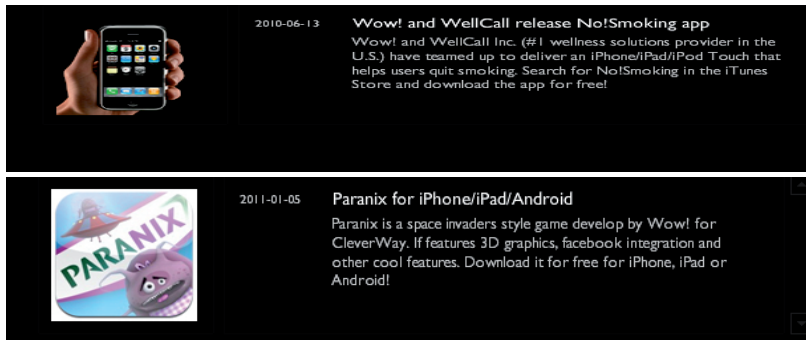 2010-06-13
Wow! and WellCall release No!Smoking app
Wow! and WellCall Inc. (#1 wellness solutions provider in the
U.S.) have teamed up to deliver an iPhone/iPad/iPod Touch that
helps users quit smoking. Search for No!Smoking in the iTunes
Store and download the app for free!
PARANIX
2011-01-05
Paranix for iPhone/iPad/Android
Paranix is a space invaders style game develop by Wow! for
CleverWay. If features 3D graphics, facebook integration and
other cool features. Download it for free for iPhone, iPad or
Android!